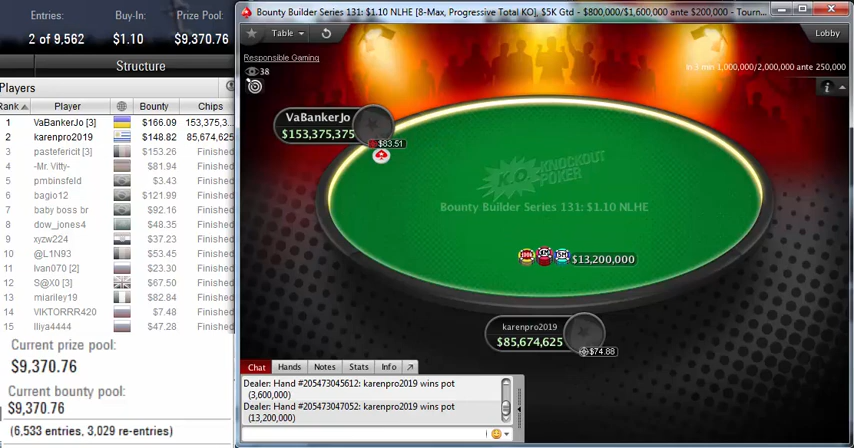 Entries:
Buy-In:
Prize Pool:
2 of 9,562
$1.10
$9,370.76
Structure
Players
Rank
Player
Bounty
Chips
1 VaBankerJo [3] $166.09 153,375,3...
2 karenpro2019 $148.82 85,674,625
3 pastefericit [3] $153.26 Finished
4 -Mr. Vitty- $81.94 Finished
5 pmbinsfeld $3.43 Finished
6 bagio12 $121.99 Finished
7 baby boss br $92.16 Finished
8 dow_jones4 $48.35 Finished
9 xyzw224 $37.23 Finished
10 @L1N93 $53.45 Finished
11 Ivan070 [2] $23.30 Finished
12 S@X0 [3] $67.50 Finished
13 miariley19 $82.84 Finished
14 VIKTORRR420 $7.48 Finished
15 Iliya4444 $47.28 Finished
Current prize pool:
$9,370.76
Current bounty pool:
$9,370.76
(6,533 entries, 3,029 re-entries)
Bounty Builder Series 131: $1.10 NLHE [8-Max, Progressive Total KO], $5K Gtd - $800,000/$1,600,000 ante $200,000 - Tourn...
Table
Lobby
Responsible Gaming
38
in 3 min 1,000,000/2,000,000 ante 250,000
VaBankerJo
$153,375,375
$83.51
K.O. KNOCKOUT POKER
Bounty Builder Series 131: $1.10 NLHE
$13,200,000
karenpro2019
$85,674,625
$74.88
Chat Hands Notes Stats Info
Dealer: Hand #205473045612: karenpro2019 wins pot
(3,600,000)
Dealer: Hand #205473047052: karenpro2019 wins pot
(13,200,000)